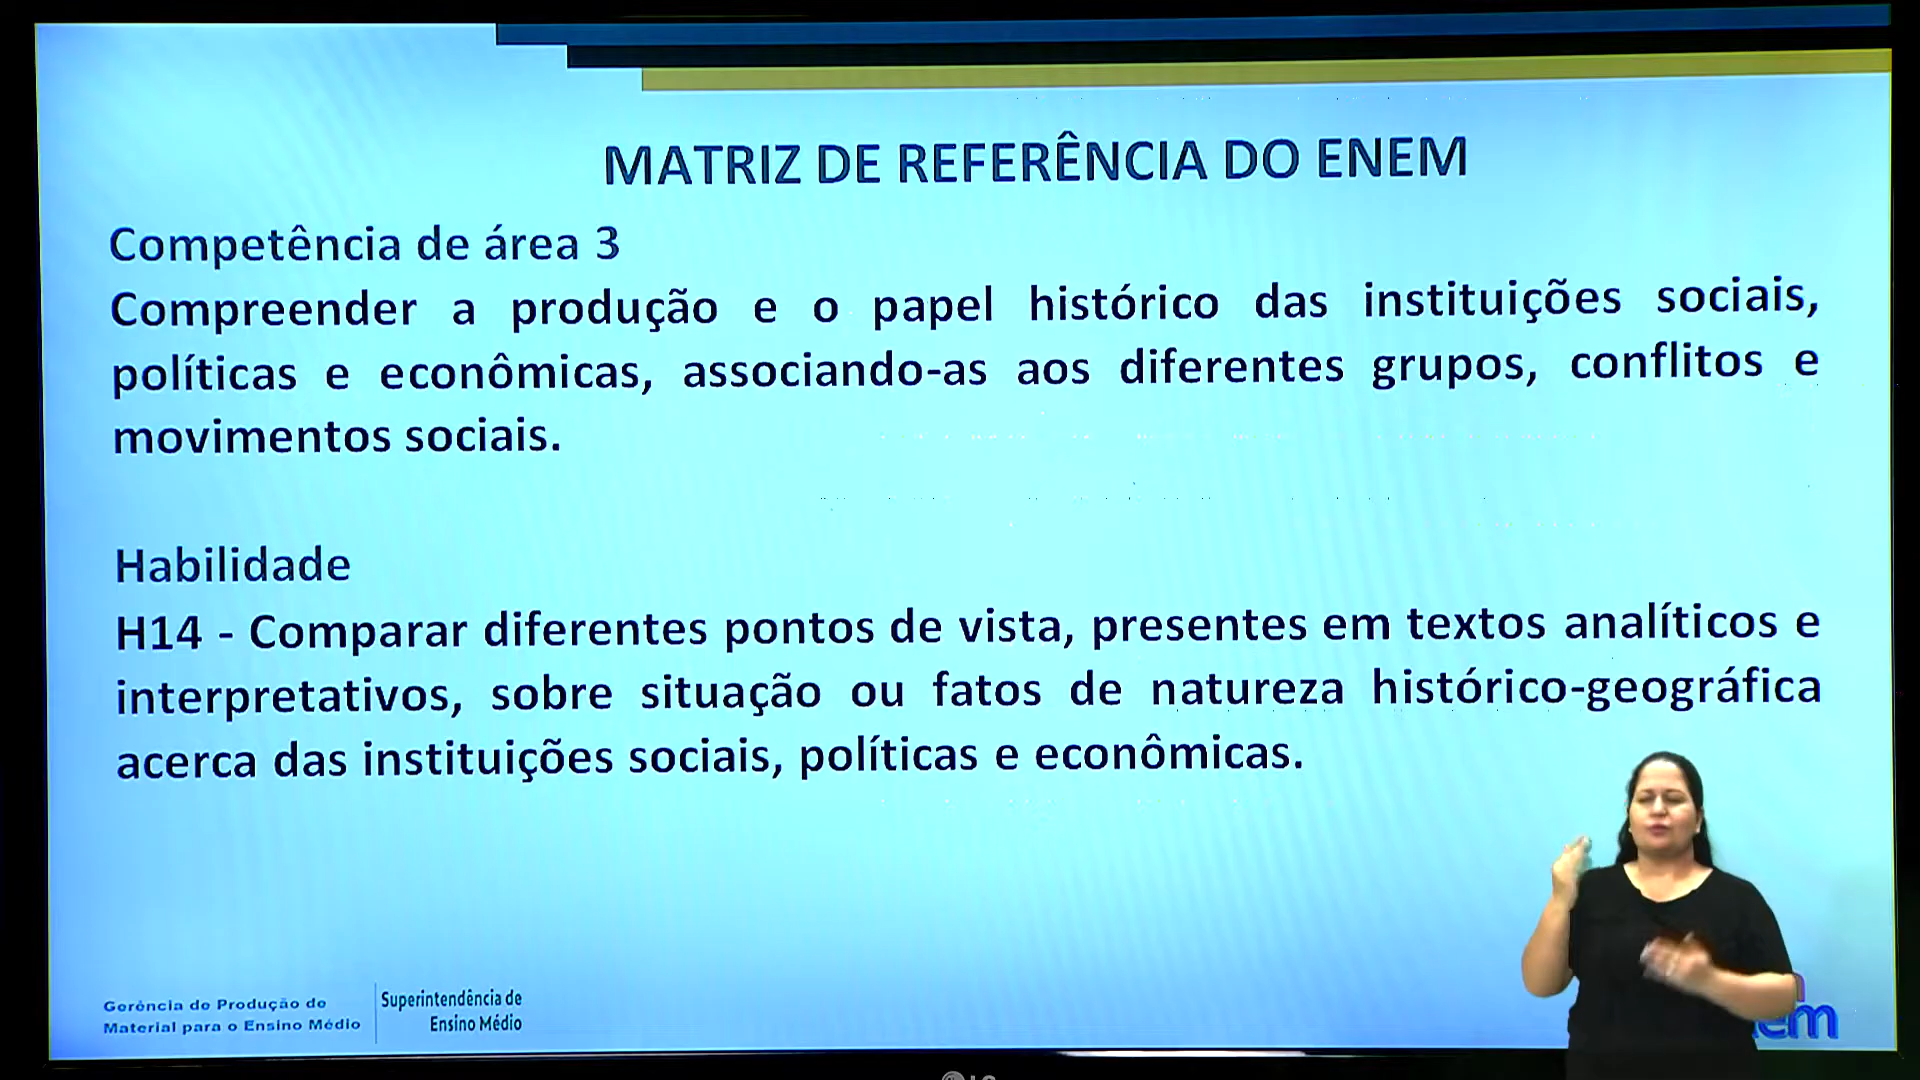 MATRIZ DE REFERÊNCIA DO ENEM
Competência de área 3
Compreender a produção e o papel histórico das instituições sociais,
políticas e econômicas, associando-as aos diferentes grupos, conflitos e
movimentos sociais.
Habilidade
H14 - Comparar diferentes pontos de vista, presentes em textos analíticos e
interpretativos, sobre situação ou fatos de natureza histórico-geográfica
acerca das instituições sociais, políticas e econômicas.
Gerência de Produção de
Material para o Ensino Médio
Superintendência de
Ensino Médio